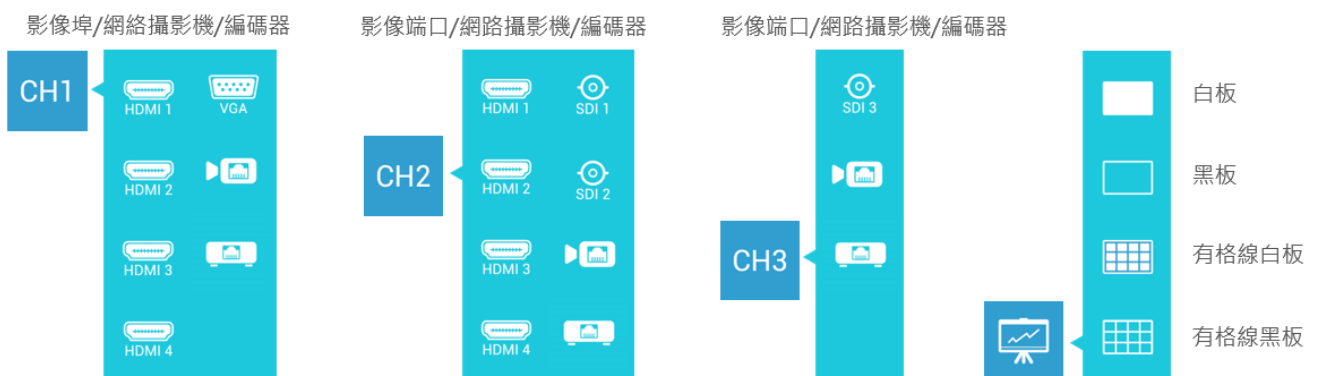 影像埠/網絡攝影機/編碼器
CH1
HDMI 1
VGA
HDMI 2
HDMI 3
HDMI 4
影像端口/網路攝影機/編碼器
CH2
HDMI 1
SDI 1
HDMI 2
SDI 2
HDMI 3
HDMI 4
影像端口/網路攝影機/編碼器
CH3
SDI 3
白板
黑板
有格線白板
有格線黑板